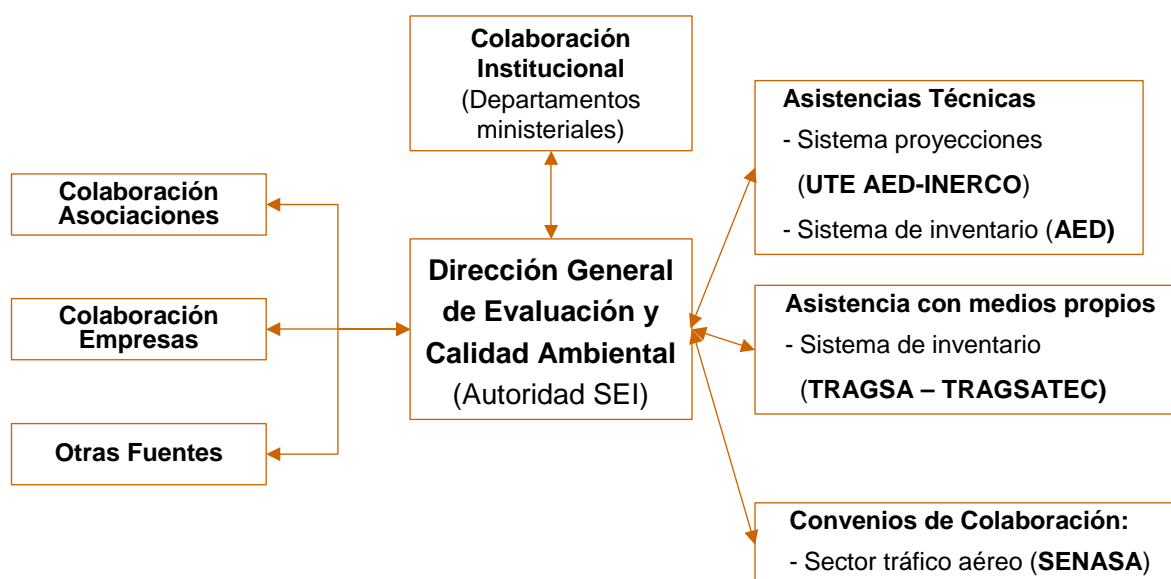 Colaboración
Institucional
(Departamentos
ministeriales)
Colaboración
Asociaciones
Colaboración
Empresas
Otras Fuentes
Dirección General
de Evaluación y
Calidad Ambiental
(Autoridad SEI)
Asistencias Técnicas
- Sistema proyecciones
(UTE AED-INERCO)
- Sistema de inventario (AED)
Asistencia con medios propios
- Sistema de inventario
(TRAGSA – TRAGSATEC)
Convenios de Colaboración:
- Sector tráfico aéreo (SENASA)